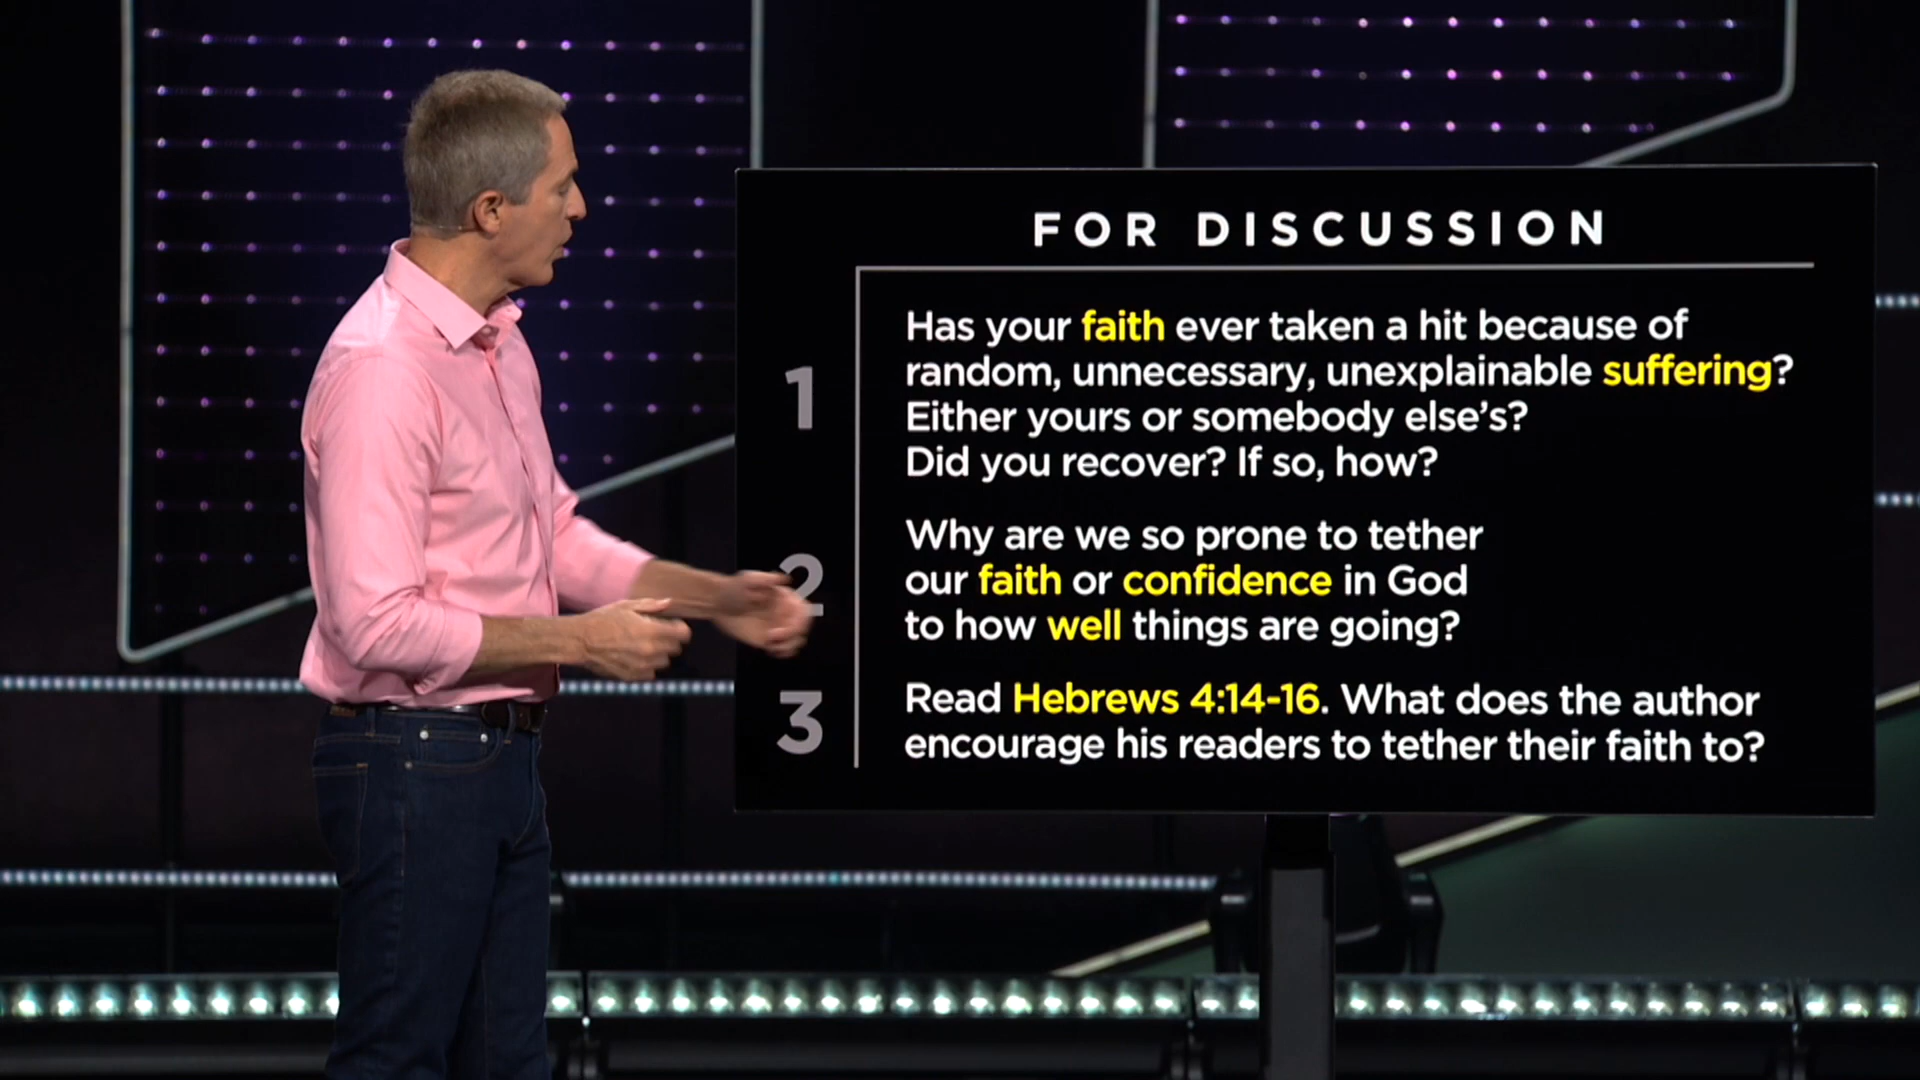 FOR DISCUSSION
1
Has your faith ever taken a hit because of
random, unnecessary, unexplainable suffering?
Either yours or somebody else's?
Did you recover? If so, how?
2
Why are we so prone to tether
our faith or confidence in God
to how well things are going?
3
Read Hebrews 4:14-16. What does the author
encourage his readers to tether their faith to?